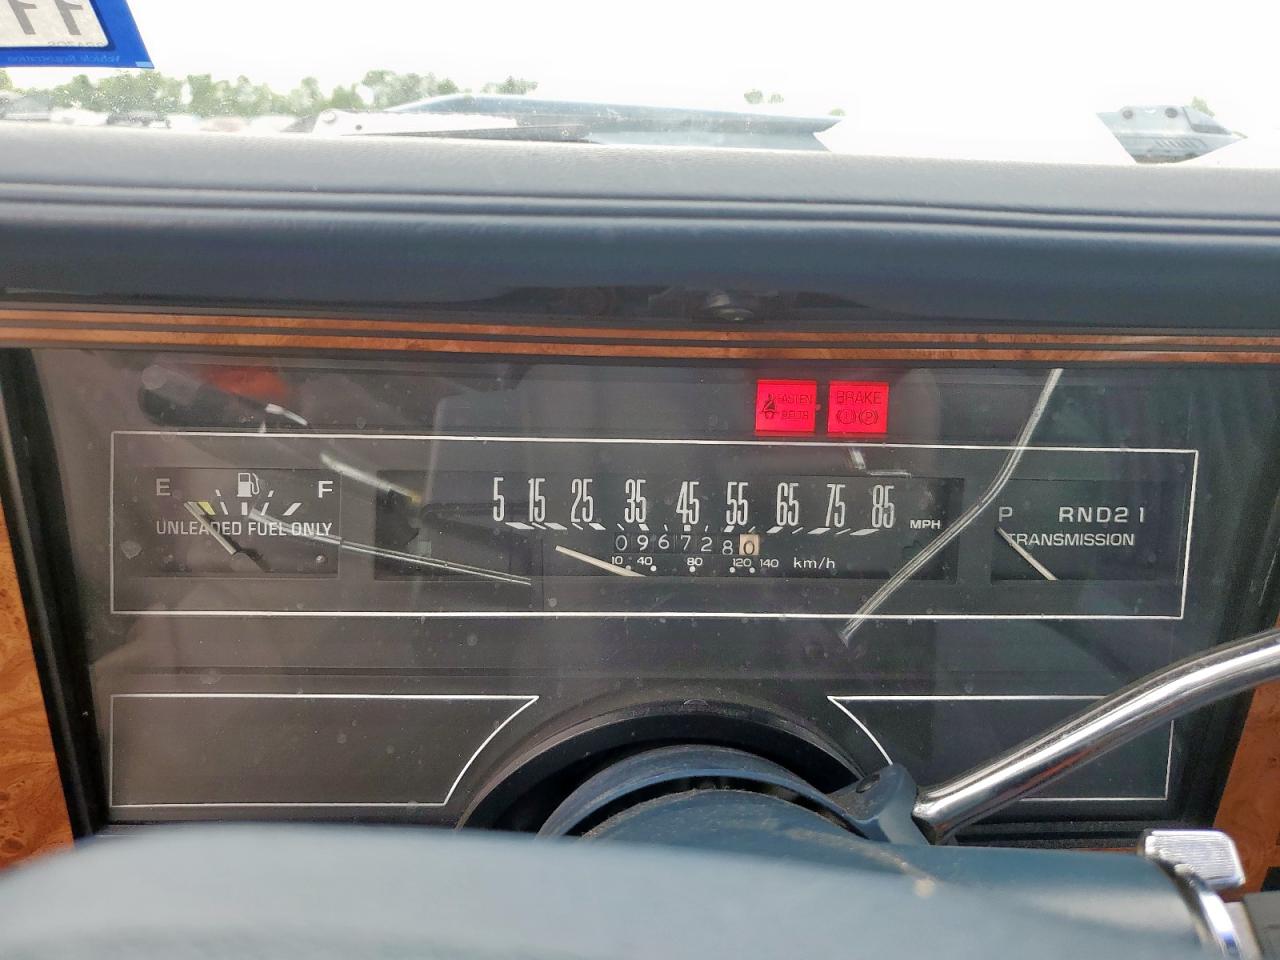 FASTEN BELTS
BRAKE
(!) (P)
E F
UNLEADED FUEL ONLY
5 15 25 35 45 55 65 75 85 MPH
0967280
10 40 80 120 140 km/h
P RND21
TRANSMISSION